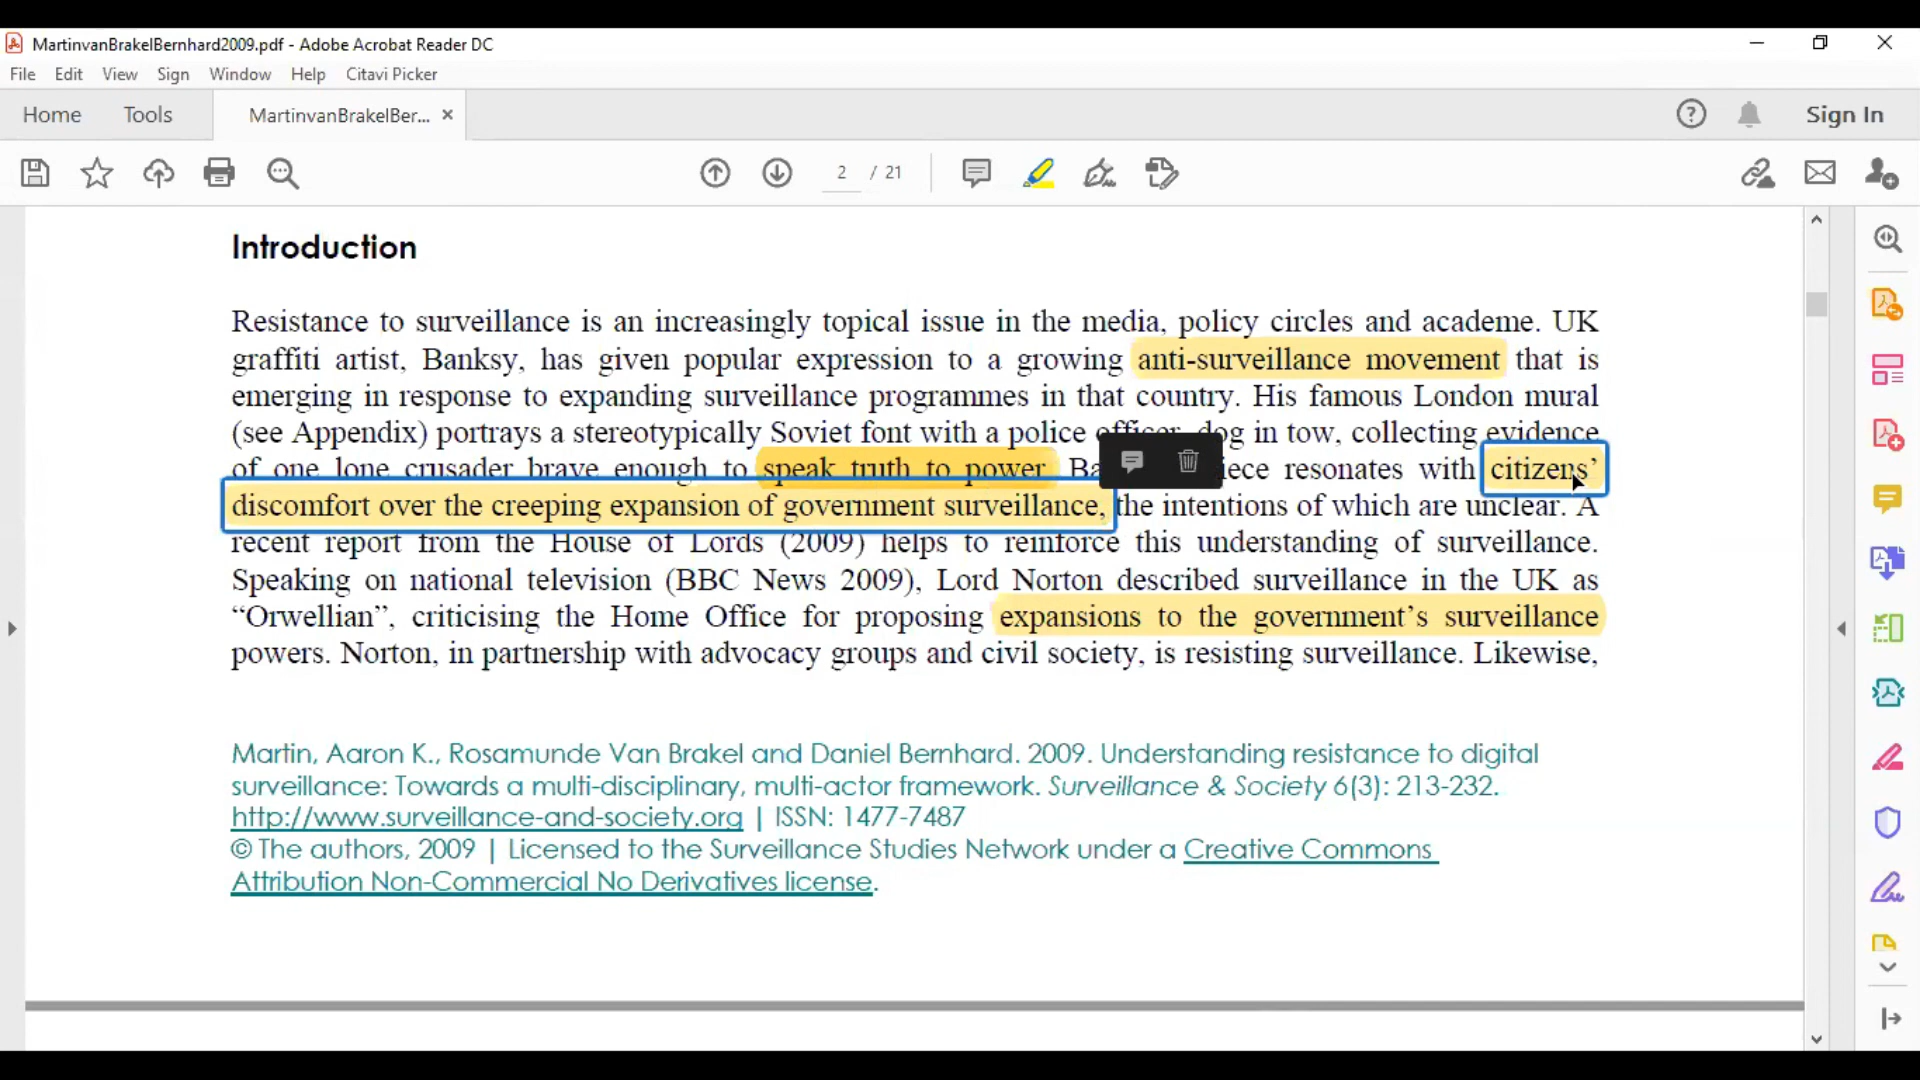 MartinvanBrakelBernhard2009.pdf - Adobe Acrobat Reader DC
File Edit View Sign Window Help Citavi Picker
Home Tools MartinvanBrakelBer... × Sign In
2 / 21
Introduction
Resistance to surveillance is an increasingly topical issue in the media, policy circles and academe. UK
graffiti artist, Banksy, has given popular expression to a growing anti-surveillance movement that is
emerging in response to expanding surveillance programmes in that country. His famous London mural
(see Appendix) portrays a stereotypically Soviet font with a police officer, dog in tow, collecting evidence
of one lone crusader brave enough to speak truth to power. resonates with citizens’
discomfort over the creeping expansion of government surveillance, the intentions of which are unclear. A
recent report from the House of Lords (2009) helps to reinforce this understanding of surveillance.
Speaking on national television (BBC News 2009), Lord Norton described surveillance in the UK as
“Orwellian”, criticising the Home Office for proposing expansions to the government’s surveillance
powers. Norton, in partnership with advocacy groups and civil society, is resisting surveillance. Likewise,
Martin, Aaron K., Rosamunde Van Brakel and Daniel Bernhard. 2009. Understanding resistance to digital
surveillance: Towards a multi-disciplinary, multi-actor framework. Surveillance & Society 6(3): 213-232.
http://www.surveillance-and-society.org | ISSN: 1477-7487
© The authors, 2009 | Licensed to the Surveillance Studies Network under a Creative Commons
Attribution Non-Commercial No Derivatives license.